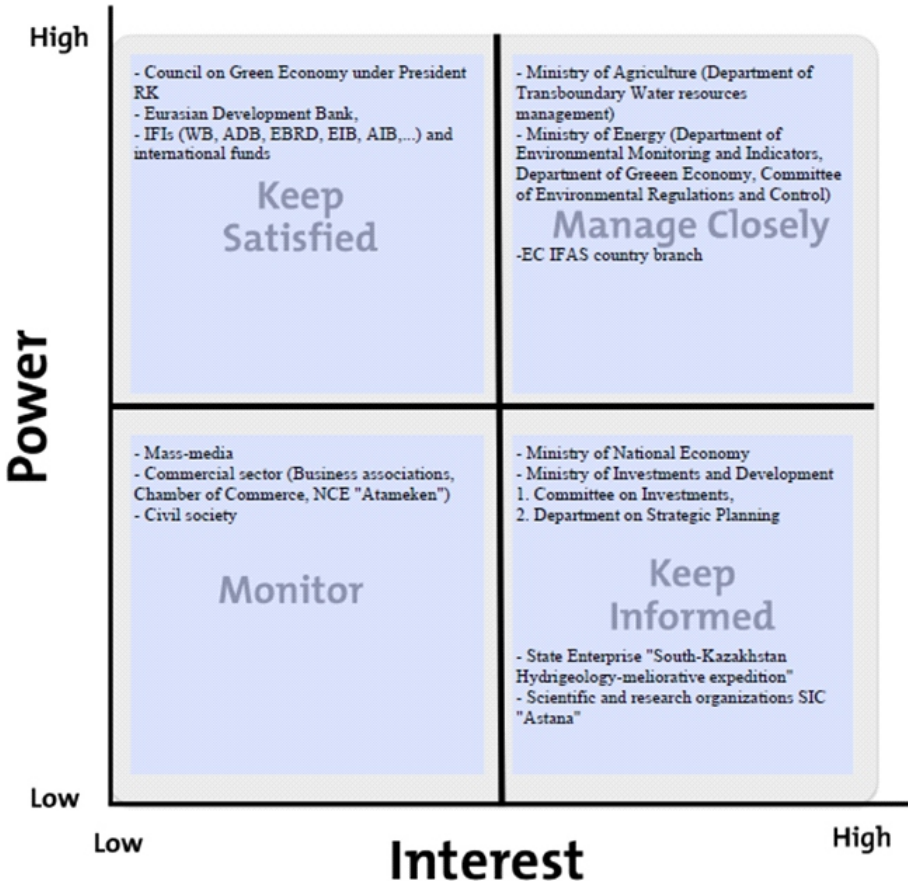 High
- Council on Green Economy under President
RK
- Eurasian Development Bank,
- IFIs (WB, ADB, EBRD, EIB, AIB,...) and
international funds
Keep
Satisfied
- Ministry of Agriculture (Department of
Transboundary Water resources
management)
- Ministry of Energy (Department of
Environmental Monitoring and Indicators,
Department of Greeen Economy, Committee
of Environmental Regulations and Control)
Manage Closely
-EC IFAS country branch
Power
- Mass-media
- Commercial sector (Business associations,
Chamber of Commerce, NCE "Atameken")
- Civil society
Monitor
- Ministry of National Economy
- Ministry of Investments and Development
1. Committee on Investments,
2. Department on Strategic Planning
Keep
Informed
- State Enterprise "South-Kazakhstan
Hydrigeology-meliorative expedition"
- Scientific and research organizations SIC
"Astana"
Low
Low
Interest
High